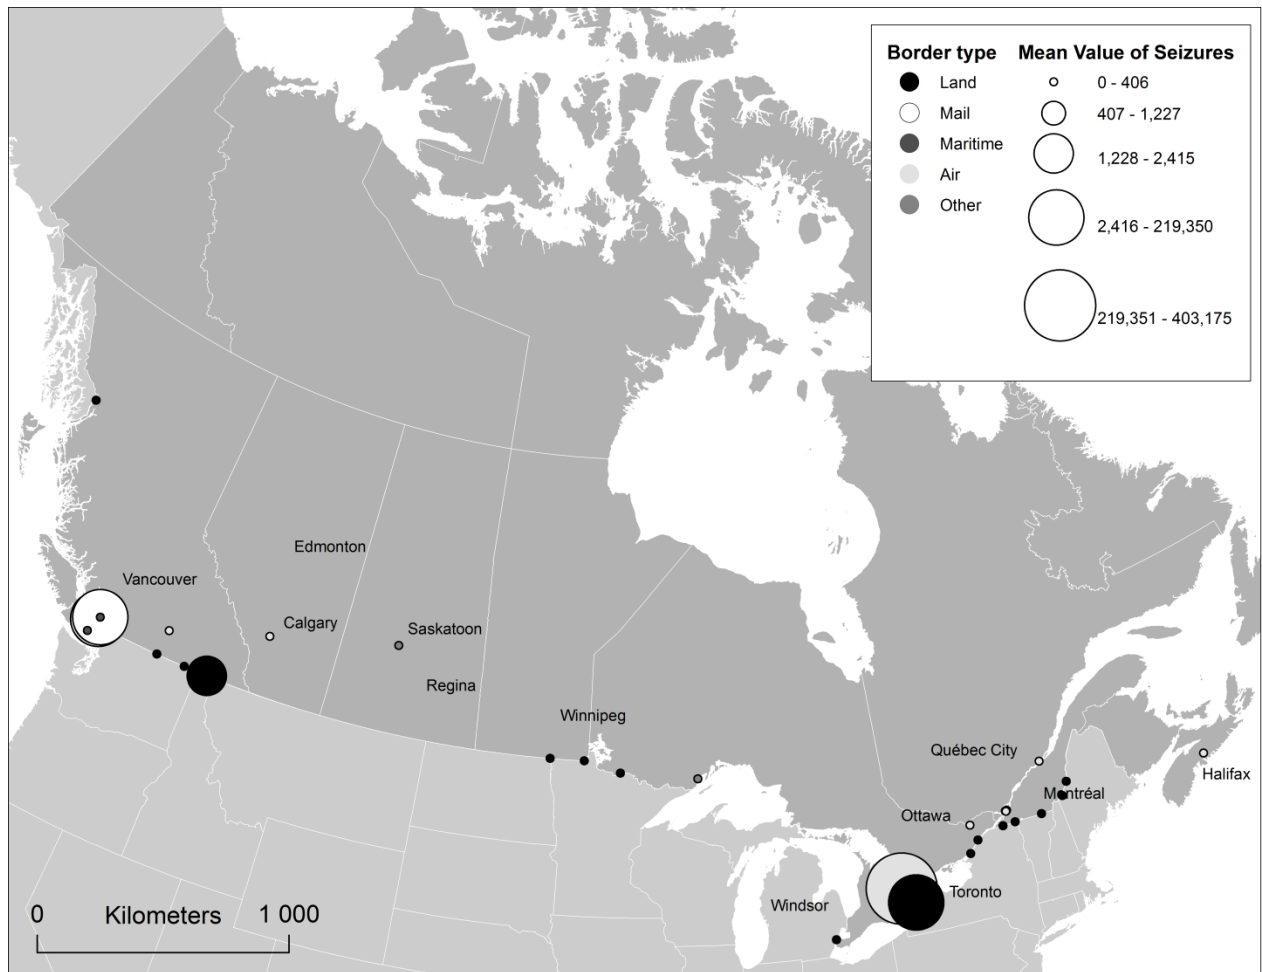 Border type
Mean Value of Seizures
Land
0 - 406
Mail
407 - 1,227
Maritime
1,228 - 2,415
Air
Other
2,416 - 219,350
219,351 - 403,175
Edmonton
Vancouver
Calgary
Saskatoon
Regina
Winnipeg
Québec City
Halifax
Montréal
Ottawa
Toronto
Windsor
0 Kilometers 1 000